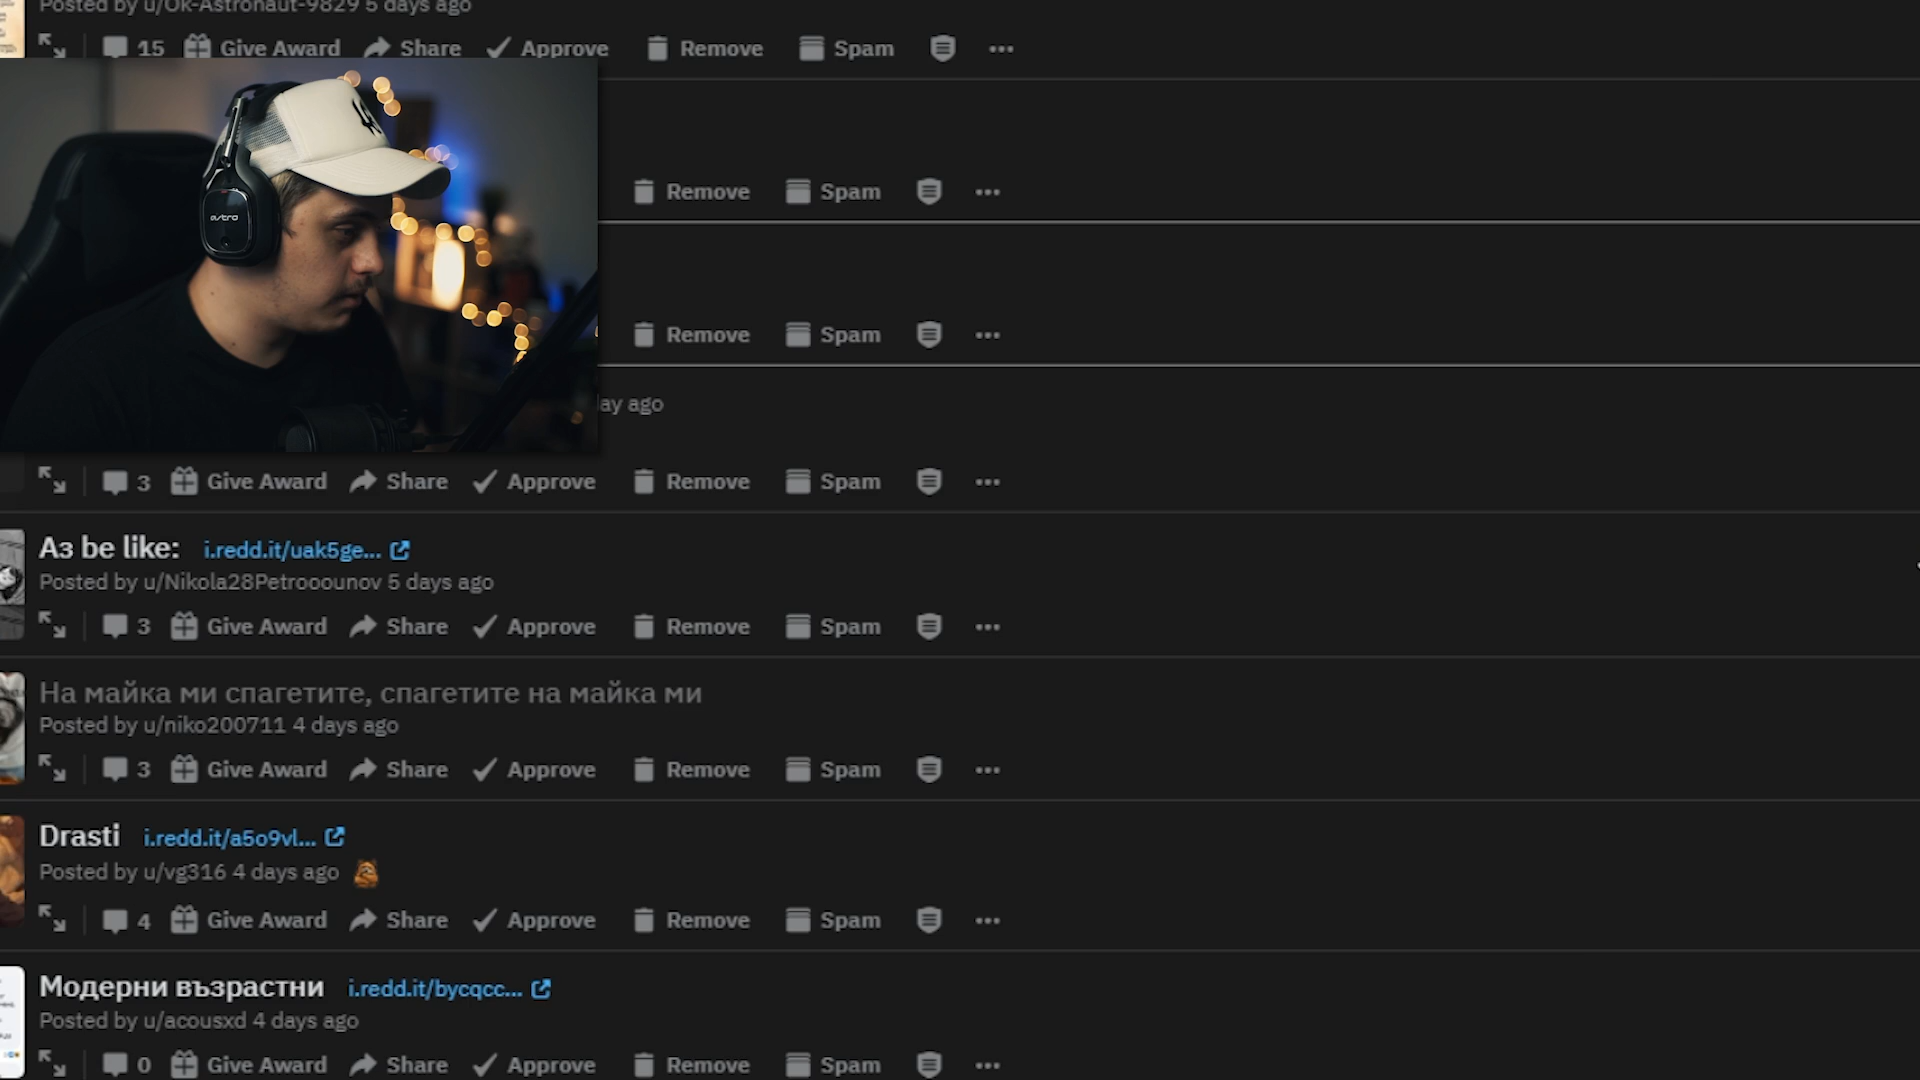 Posted by u/Ok-Astronaut-9829 5 days ago
15 Give Award Share Approve Remove Spam
astro
Remove Spam
Remove Spam
ay ago
3 Give Award Share Approve Remove Spam
Аз be like: i.redd.it/uak5ge...
Posted by u/Nikola28Petrooounov 5 days ago
3 Give Award Share Approve Remove Spam
На майка ми спагетите, спагетите на майка ми
Posted by u/niko200711 4 days ago
3 Give Award Share Approve Remove Spam
Drasti i.redd.it/a5o9vl...
Posted by u/vg316 4 days ago
4 Give Award Share Approve Remove Spam
Модерни възрастни i.redd.it/bycqcc...
Posted by u/acousxd 4 days ago
0 Give Award Share Approve Remove Spam